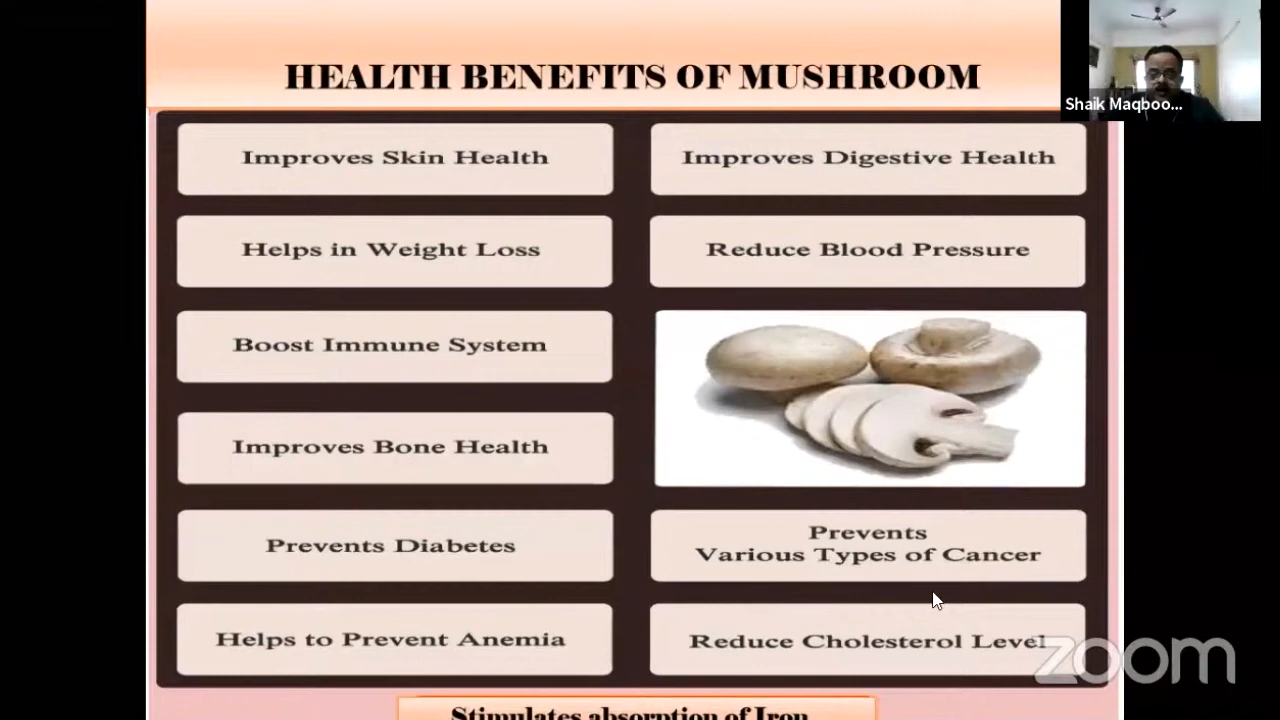 HEALTH BENEFITS OF MUSHROOM
Shaik Maqboo...
Improves Skin Health
Improves Digestive Health
Helps in Weight Loss
Reduce Blood Pressure
Boost Immune System
Improves Bone Health
Prevents Diabetes
Prevents
Various Types of Cancer
Helps to Prevent Anemia
Reduce Cholesterol Level
zoom
Stimulates absorption of Iron